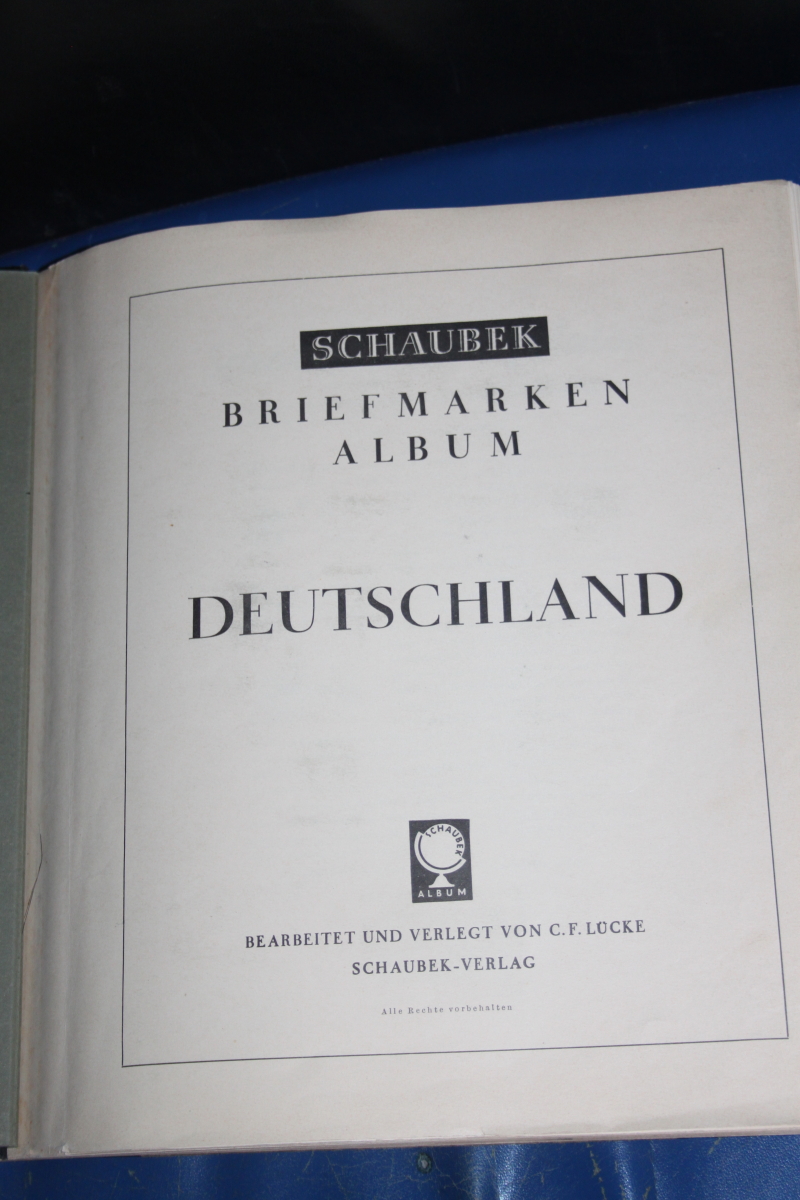 SCHAUBEK
BRIEFMARKEN
ALBUM
DEUTSCHLAND
SCHAUBEK
ALBUM
BEARBEITET UND VERLEGT VON C. F. LÜCKE
SCHAUBEK-VERLAG
Alle Rechte vorbehalten